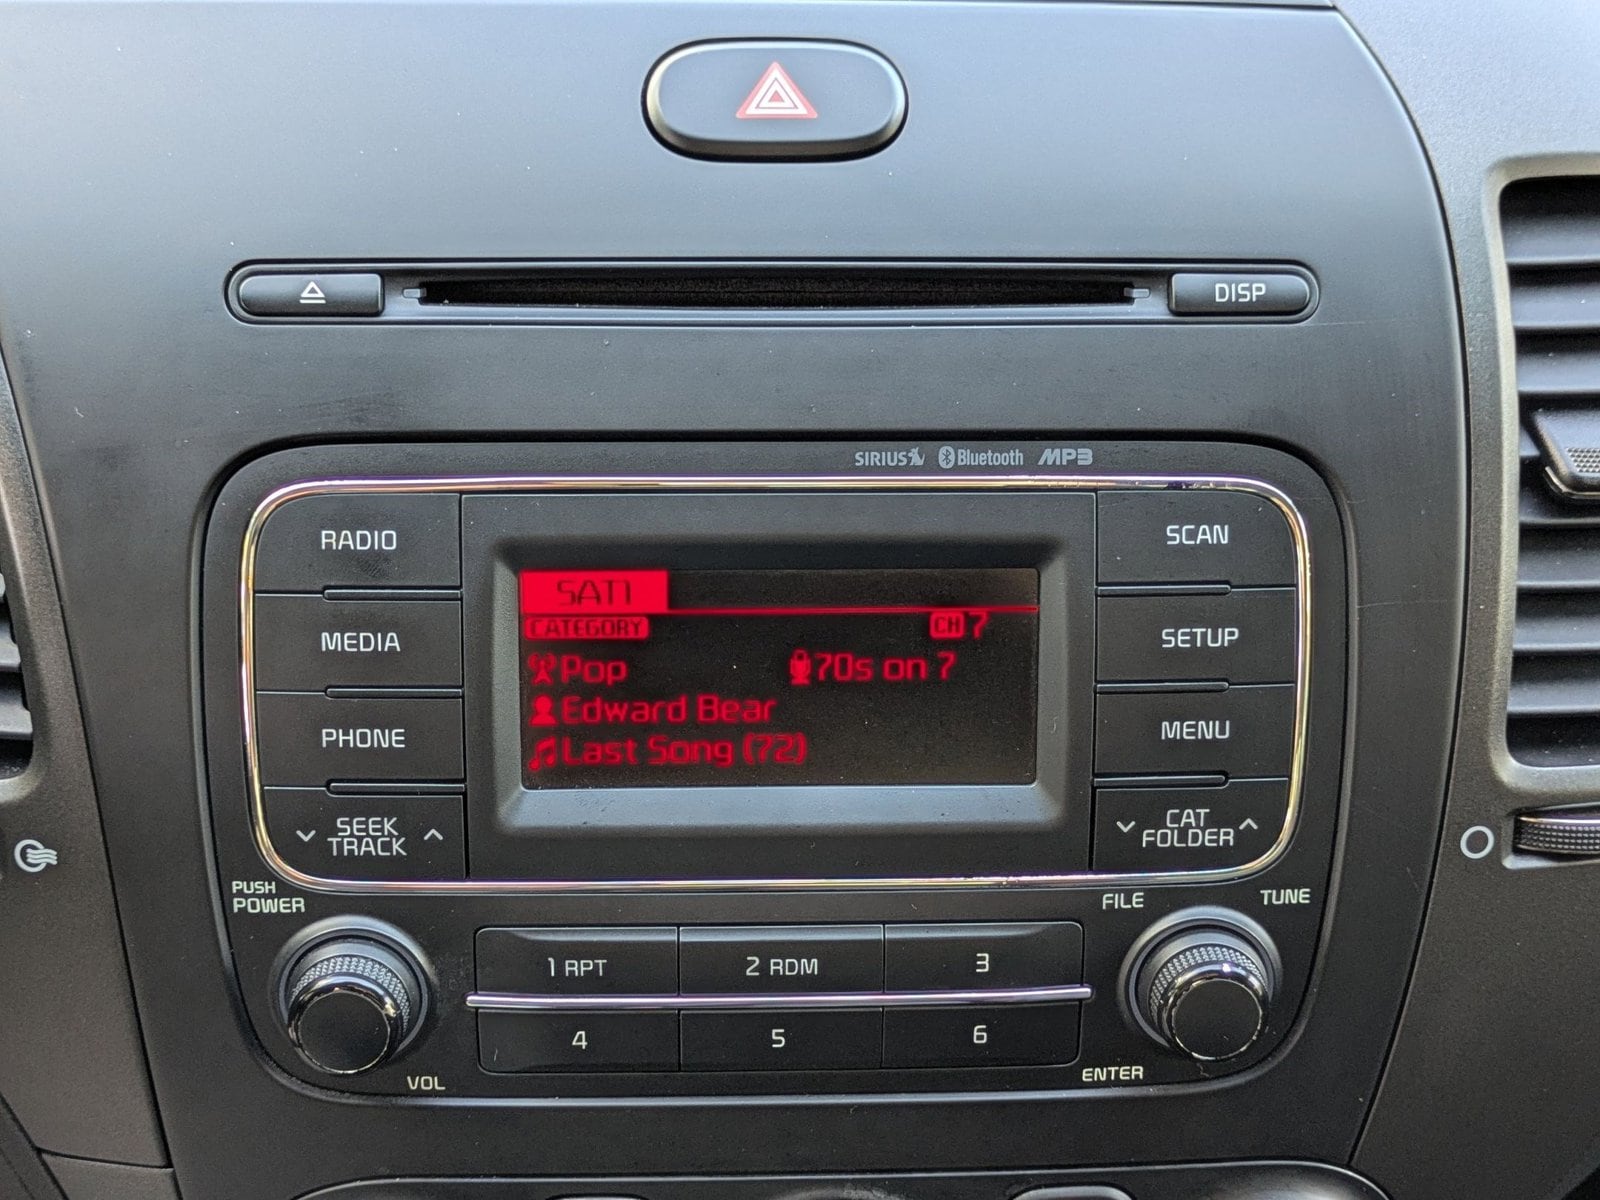 DISP
SIRIUS Bluetooth MP3
RADIO
MEDIA
PHONE
SEEK
TRACK
SAT1
CATEGORY CH 7
Pop 70s on 7
Edward Bear
Last Song (72)
SCAN
SETUP
MENU
CAT
FOLDER
PUSH
POWER
VOL
1 RPT
2 RDM
3
4
5
6
FILE
TUNE
ENTER